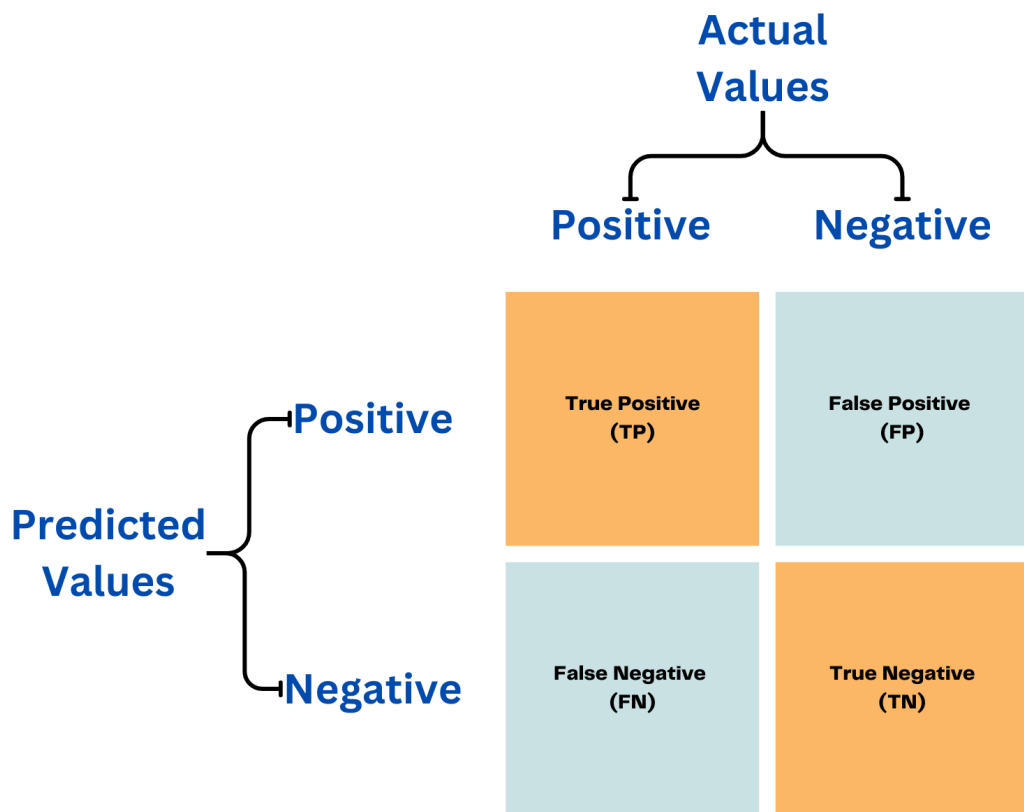 Actual
Values
Positive
Negative
True Positive
(TP)
False Positive
(FP)
Positive
Predicted
Values
Negative
False Negative
(FN)
True Negative
(TN)